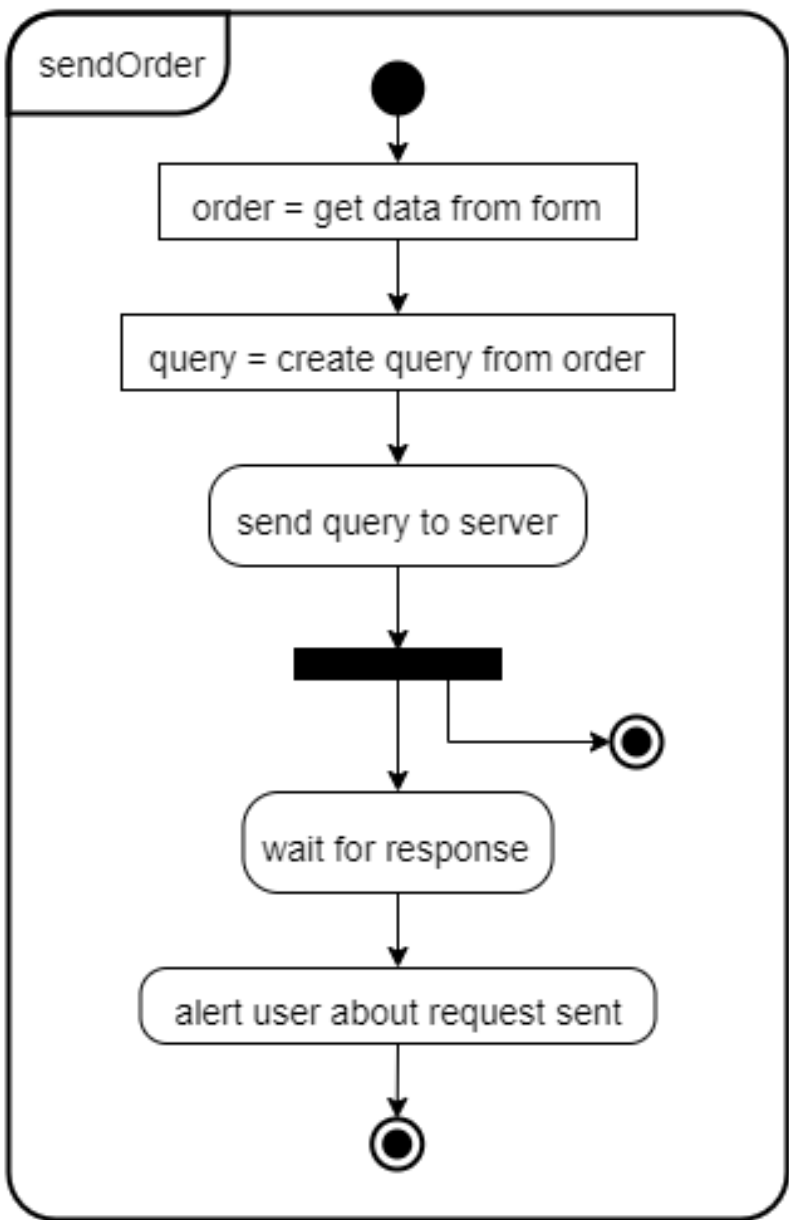 sendOrder
order = get data from form
query = create query from order
send query to server
wait for response
alert user about request sent